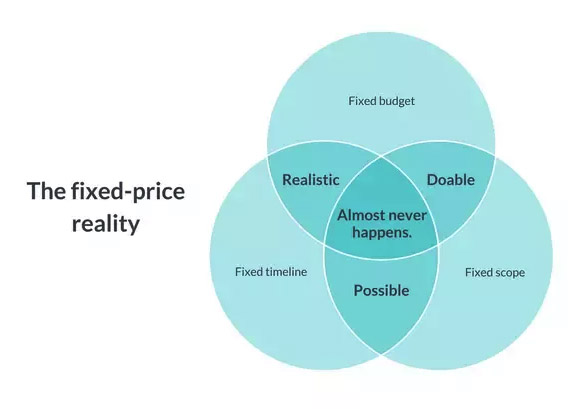 The fixed-price
reality
Fixed budget
Realistic
Doable
Almost never
happens.
Fixed timeline
Fixed scope
Possible